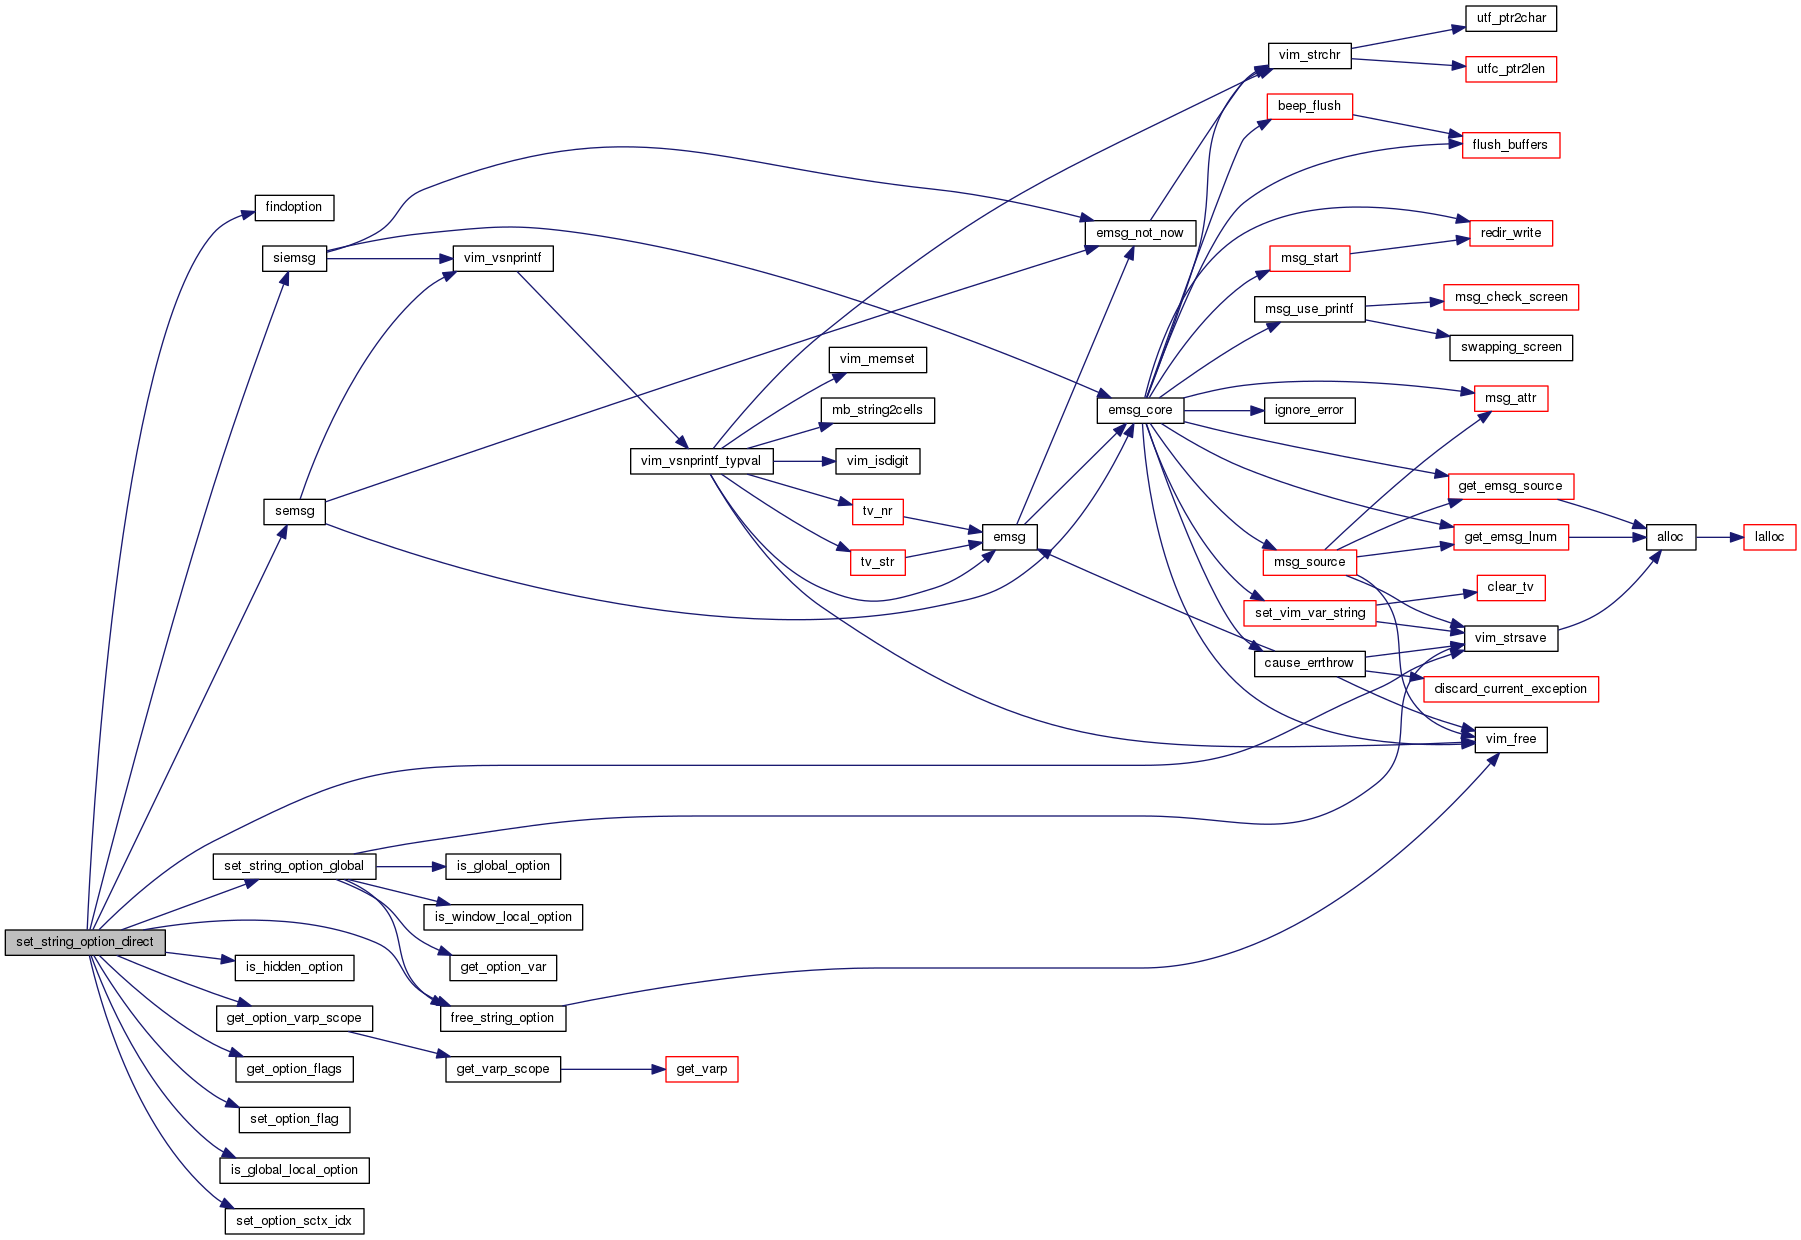 utf_ptr2char
vim_strchr
utfc_ptr2len
beep_flush
flush_buffers
findoption
emsg_not_now
redir_write
siemsg
vim_vsnprintf
msg_start
msg_check_screen
msg_use_printf
swapping_screen
vim_memset
msg_attr
mb_string2cells
emsg_core
ignore_error
vim_vsnprintf_typval
vim_isdigit
get_emsg_source
semsg
tv_nr
emsg
get_emsg_lnum
alloc
lalloc
tv_str
msg_source
clear_tv
set_vim_var_string
vim_strsave
cause_errthrow
discard_current_exception
vim_free
set_string_option_global
is_global_option
is_window_local_option
set_string_option_direct
is_hidden_option
get_option_var
get_option_varp_scope
free_string_option
get_option_flags
get_varp_scope
get_varp
set_option_flag
is_global_local_option
set_option_sctx_idx